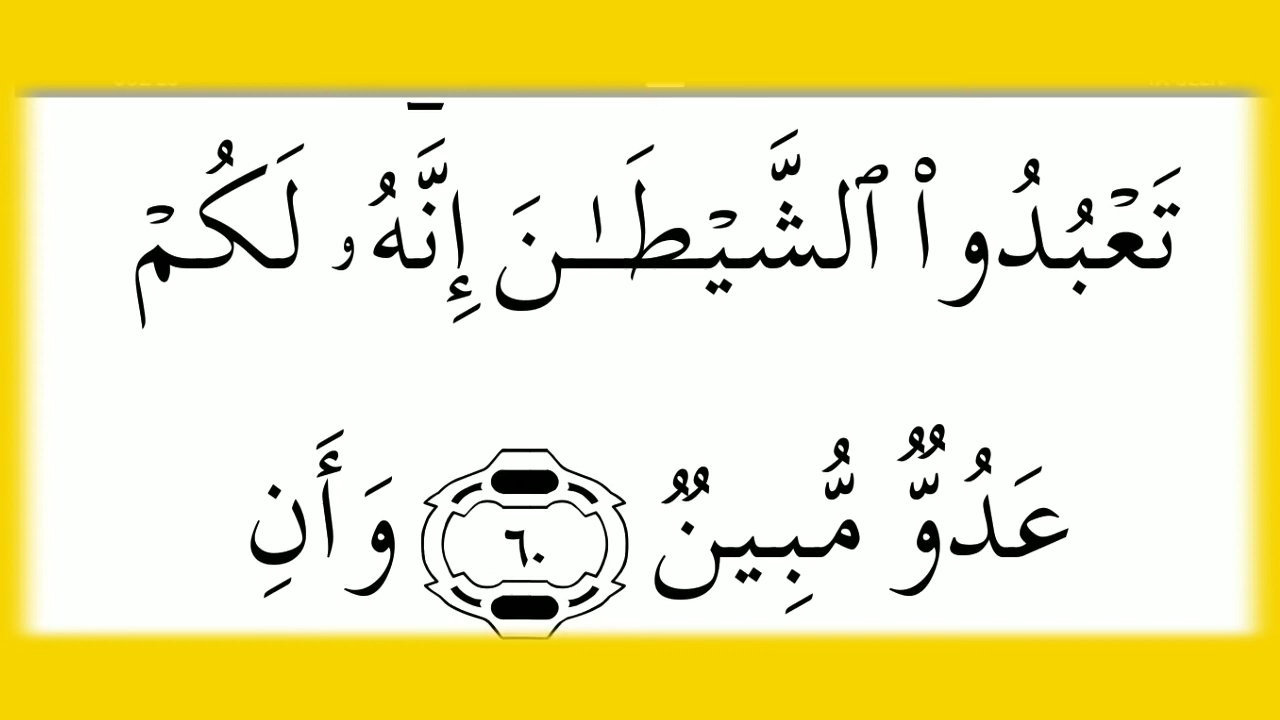 تَعْبُدُوا۟ ٱلشَّيْطَـٰنَ إِنَّهُۥ لَكُمْ
عَدُوٌّ مُّبِينٌ ٦٠ وَأَنِ